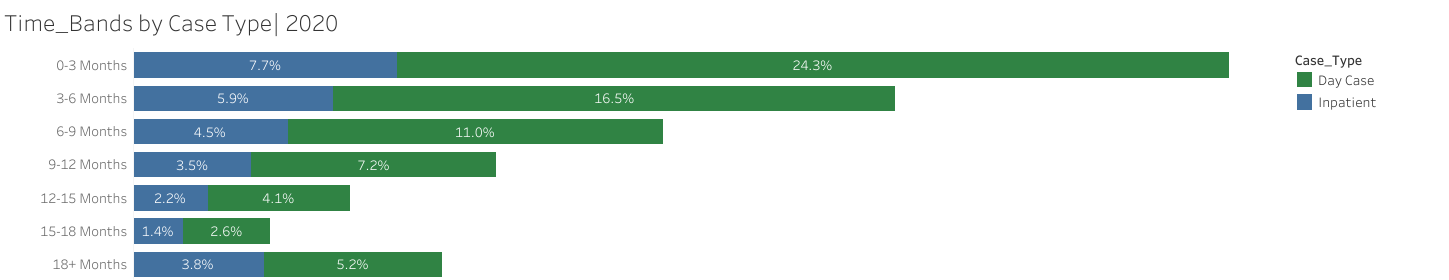 Time_Bands by Case Type| 2020
0-3 Months 7.7% 24.3%
3-6 Months 5.9% 16.5%
6-9 Months 4.5% 11.0%
9-12 Months 3.5% 7.2%
12-15 Months 2.2% 4.1%
15-18 Months 1.4% 2.6%
18+ Months 3.8% 5.2%
Case_Type
Day Case
Inpatient